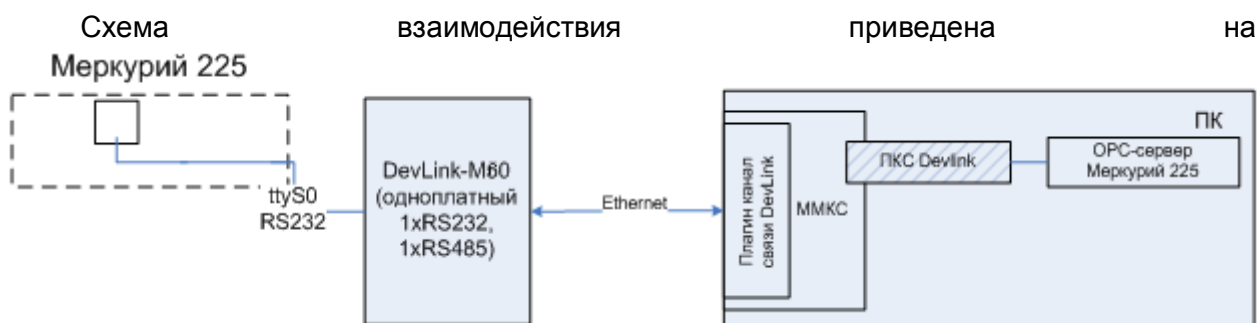 Схема взаимодействия приведена на
Меркурий 225
ttyS0
RS232
DevLink-M60
(одноплатный
1xRS232,
1xRS485)
Ethernet
Плагин канал
связи DevLink
ММКС
ПКС Devlink
ПК
OPC-сервер
Меркурий 225